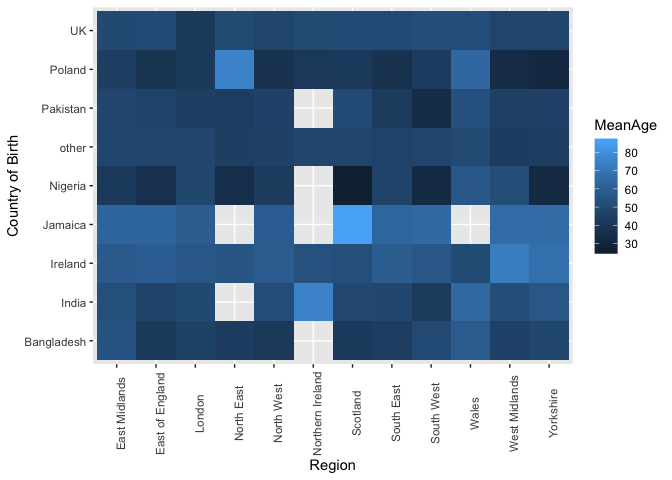 UK
Poland
Pakistan
other
Nigeria
Jamaica
Ireland
India
Bangladesh
Country of Birth
East Midlands
East of England
London
North East
North West
Northern Ireland
Scotland
South East
South West
Wales
West Midlands
Yorkshire
Region
MeanAge
80
70
60
50
40
30